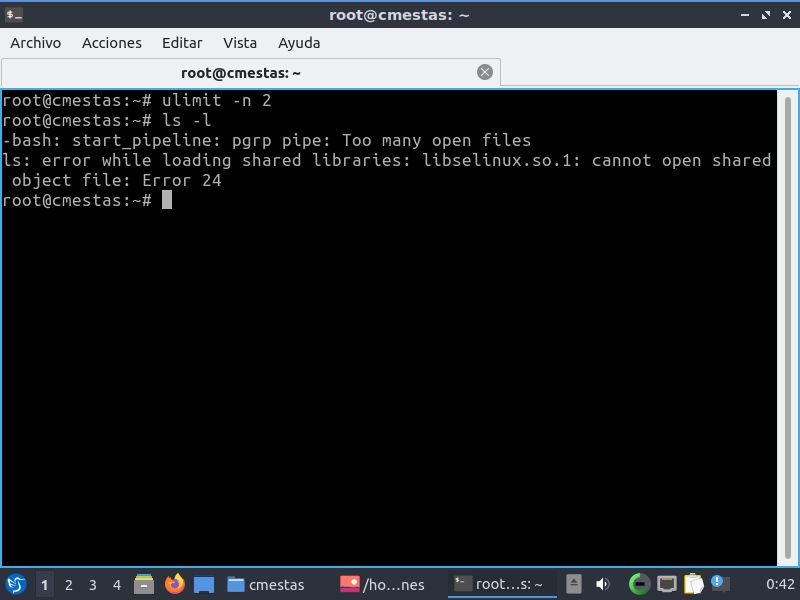 root@cmestas: ~
Archivo Acciones Editar Vista Ayuda
root@cmestas: ~
root@cmestas:~# ulimit -n 2
root@cmestas:~# ls -l
-bash: start_pipeline: pgrp pipe: Too many open files
ls: error while loading shared libraries: libselinux.so.1: cannot open shared
 object file: Error 24
root@cmestas:~#
1 2 3 4 cmestas /ho...nes root...s: ~ 0:42